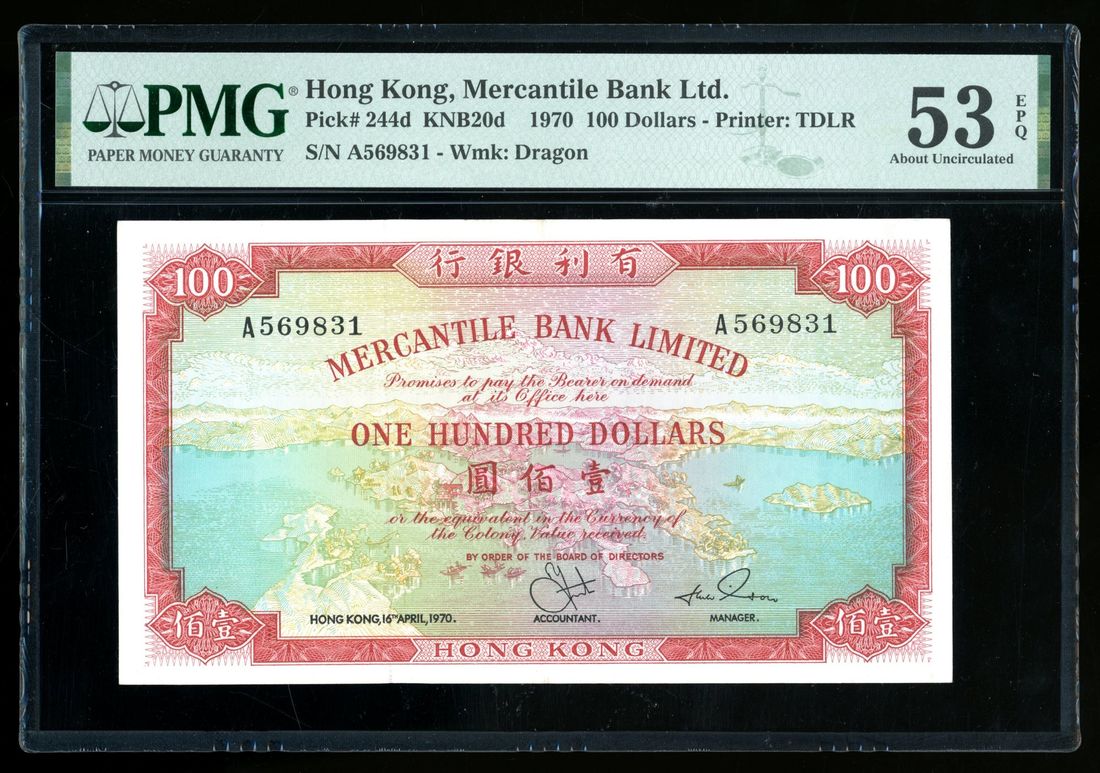 PMG®
PAPER MONEY GUARANTY
Hong Kong, Mercantile Bank Ltd.
Pick# 244d KNB20d 1970 100 Dollars - Printer: TDLR
S/N A569831 - Wmk: Dragon
53
EPQ
About Uncirculated
行銀利有
100
100
A569831
A569831
MERCANTILE BANK LIMITED
Promises to pay the Bearer on demand
at its Office here
ONE HUNDRED DOLLARS
圓佰壹
or the equivalent in the Currency of
the Colony, Value received.
BY ORDER OF THE BOARD OF DIRECTORS
HONG KONG, 16TH APRIL, 1970.
ACCOUNTANT.
MANAGER.
佰壹
佰壹
HONG KONG